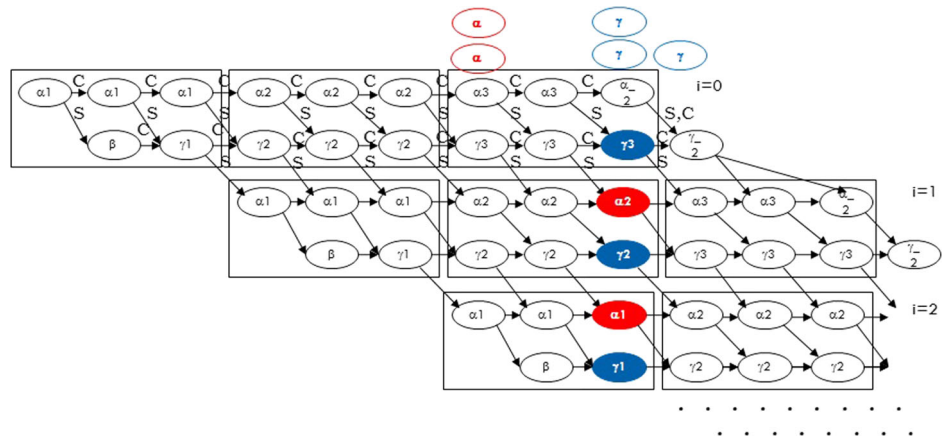 α γ
α γ γ
C C C C C C C C
α1 α1 α1 α2 α2 α2 α3 α3 α_2 i=0
S S S S S S S S S,C
C C C C C C C
β γ1 γ2 γ2 γ2 γ3 γ3 γ3 γ_2
S S S S S S S
α1 α1 α1 α2 α2 α2 α3 α3 α_2 i=1
β γ1 γ2 γ2 γ2 γ3 γ3 γ3 γ_2
α1 α1 α1 α2 α2 α2 i=2
β γ1 γ2 γ2 γ2
. . . . . . . . .
. . . . . . . .